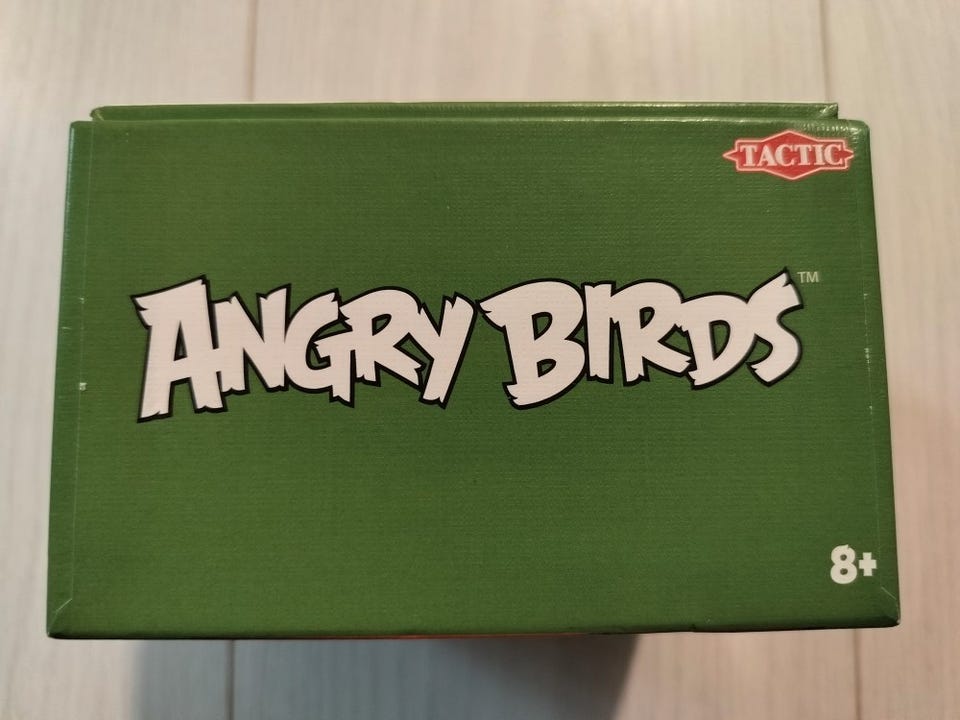 TACTIC
ANGRY BIRDS™
8+